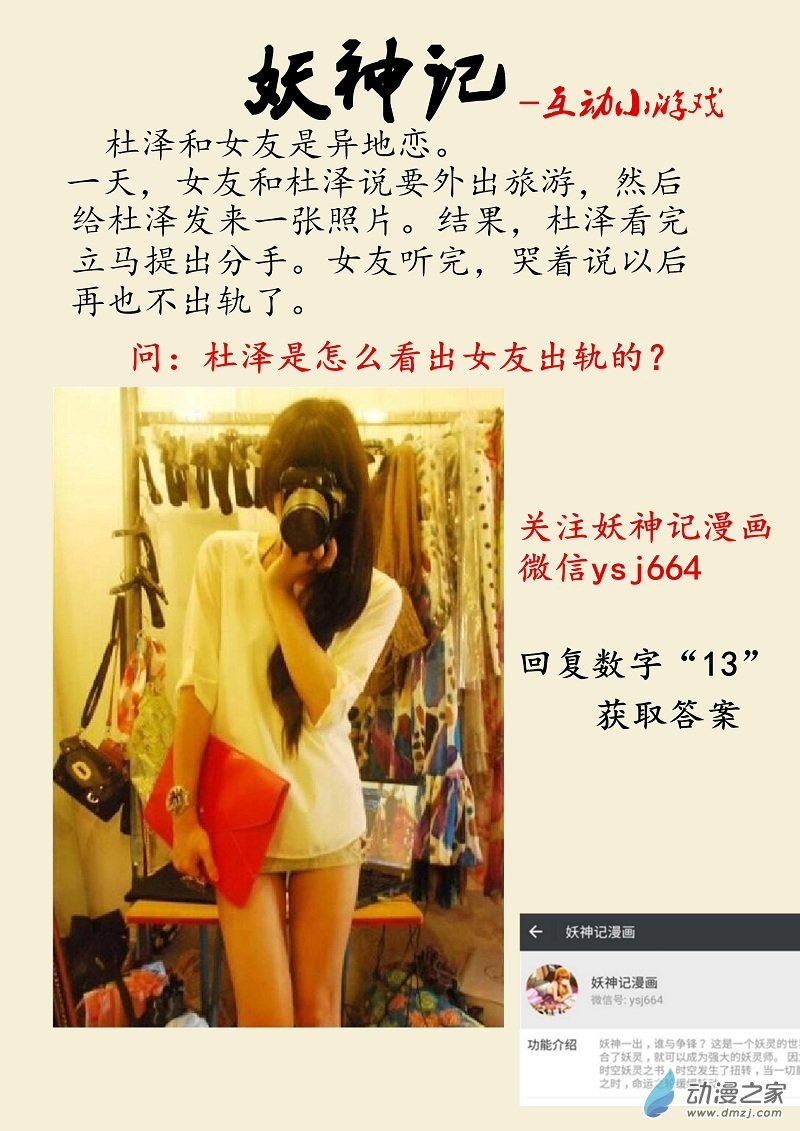 妖神记
-互动小游戏
杜泽和女友是异地恋。
一天，女友和杜泽说要外出旅游，然后
给杜泽发来一张照片。结果，杜泽看完
立马提出分手。女友听完，哭着说以后
再也不出轨了。
问：杜泽是怎么看出女友出轨的？
关注妖神记漫画
微信ysj664
回复数字“13”
获取答案
妖神记漫画
妖神记漫画
微信号: ysj664
功能介绍
妖神一出，谁与争锋？ 这是一个妖灵的世
合了妖灵，就可以成为强大的妖灵师。 因
时空妖灵之书，时空发生了扭转，当一切
之时，命运之轮缓
动漫之家
www.dmzj.com